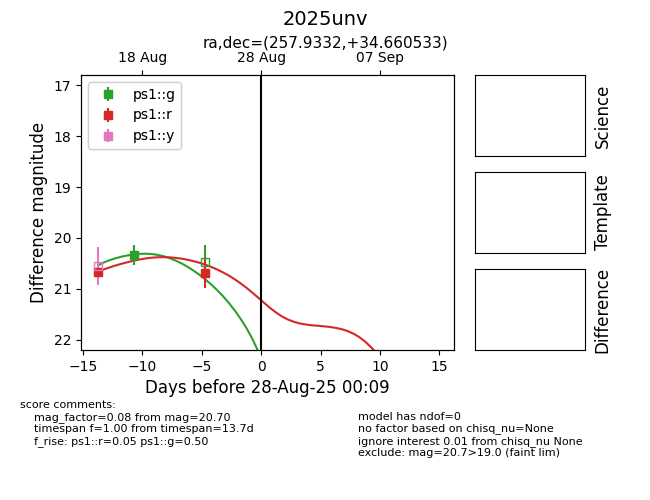 2025unv
ra,dec=(257.9332,+34.660533)
18 Aug 28 Aug 07 Sep
17
18
19
20
21
22
Difference magnitude
ps1::g
ps1::r
ps1::y
−15 −10 −5 0 5 10 15
Days before 28-Aug-25 00:09
Science
Template
Difference
score comments:
mag_factor=0.08 from mag=20.70
timespan f=1.00 from timespan=13.7d
f_rise: ps1::r=0.05 ps1::g=0.50
model has ndof=0
no factor based on chisq_nu=None
ignore interest 0.01 from chisq_nu None
exclude: mag=20.7>19.0 (faint lim)